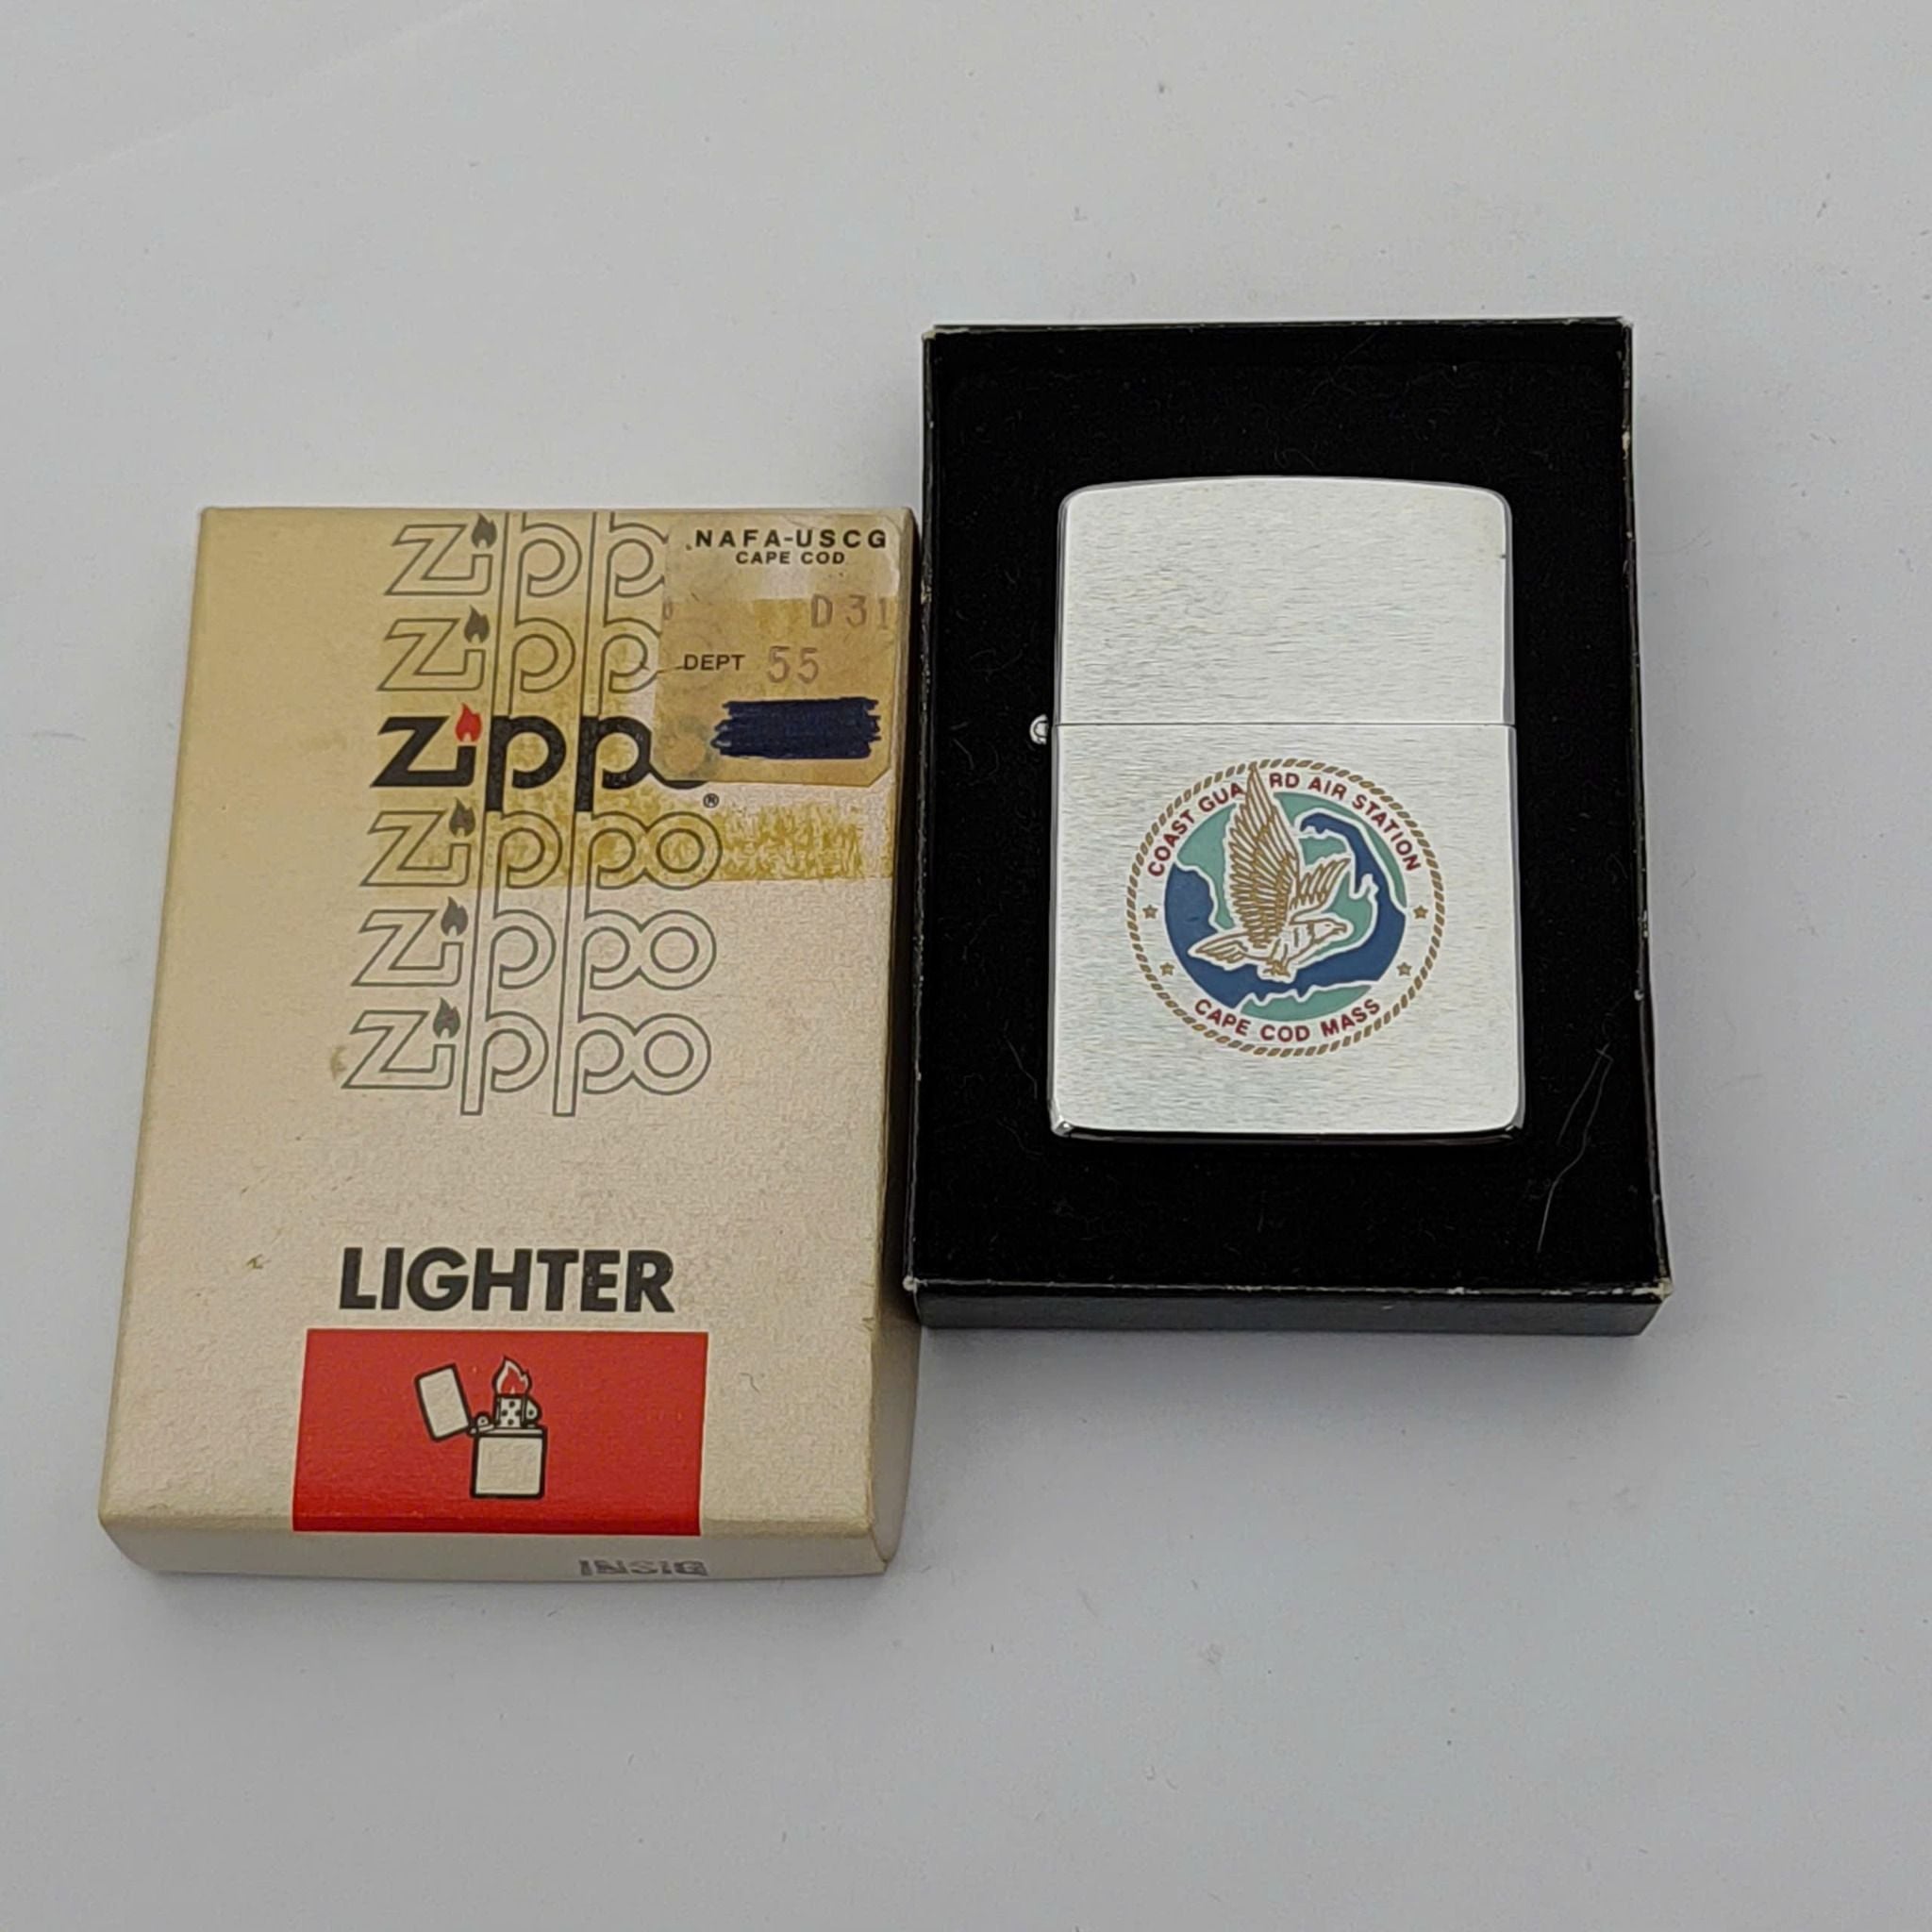 zippo
NAFA-USCG
CAPE COD
D31
zippo
DEPT 55
zippo
®
zippo
zippo
zippo
LIGHTER
INSIG
COAST GUARD AIR STATION
CAPE COD MASS